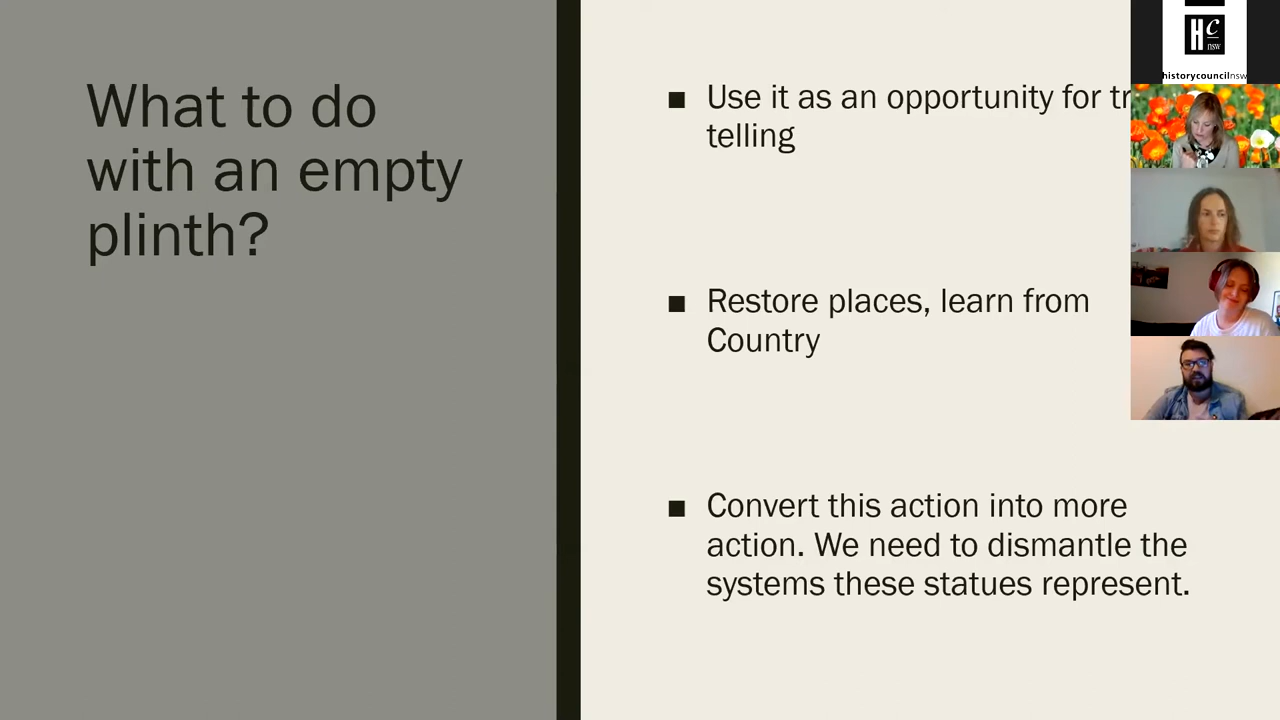 What to do
with an empty
plinth?
■ Use it as an opportunity for
telling
■ Restore places, learn from
Country
■ Convert this action into more
action. We need to dismantle the
systems these statues represent.
Hc
nsw
historycouncilnsw